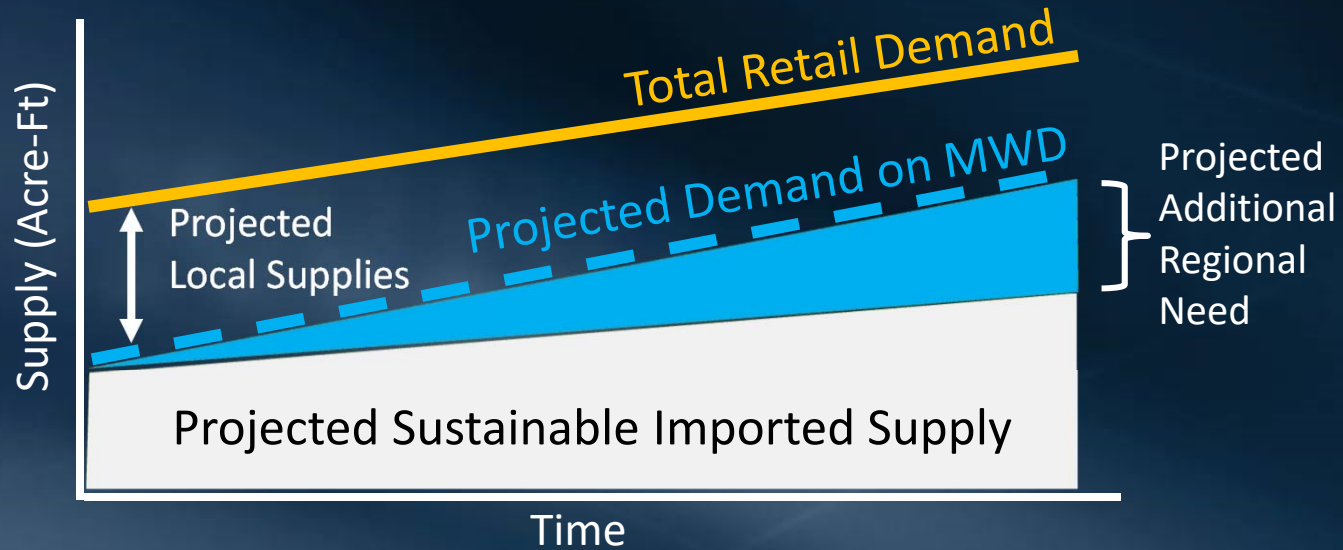 Supply (Acre-Ft)
Total Retail Demand
Projected Demand on MWD
Projected
Local Supplies
Projected
Additional
Regional
Need
Projected Sustainable Imported Supply
Time